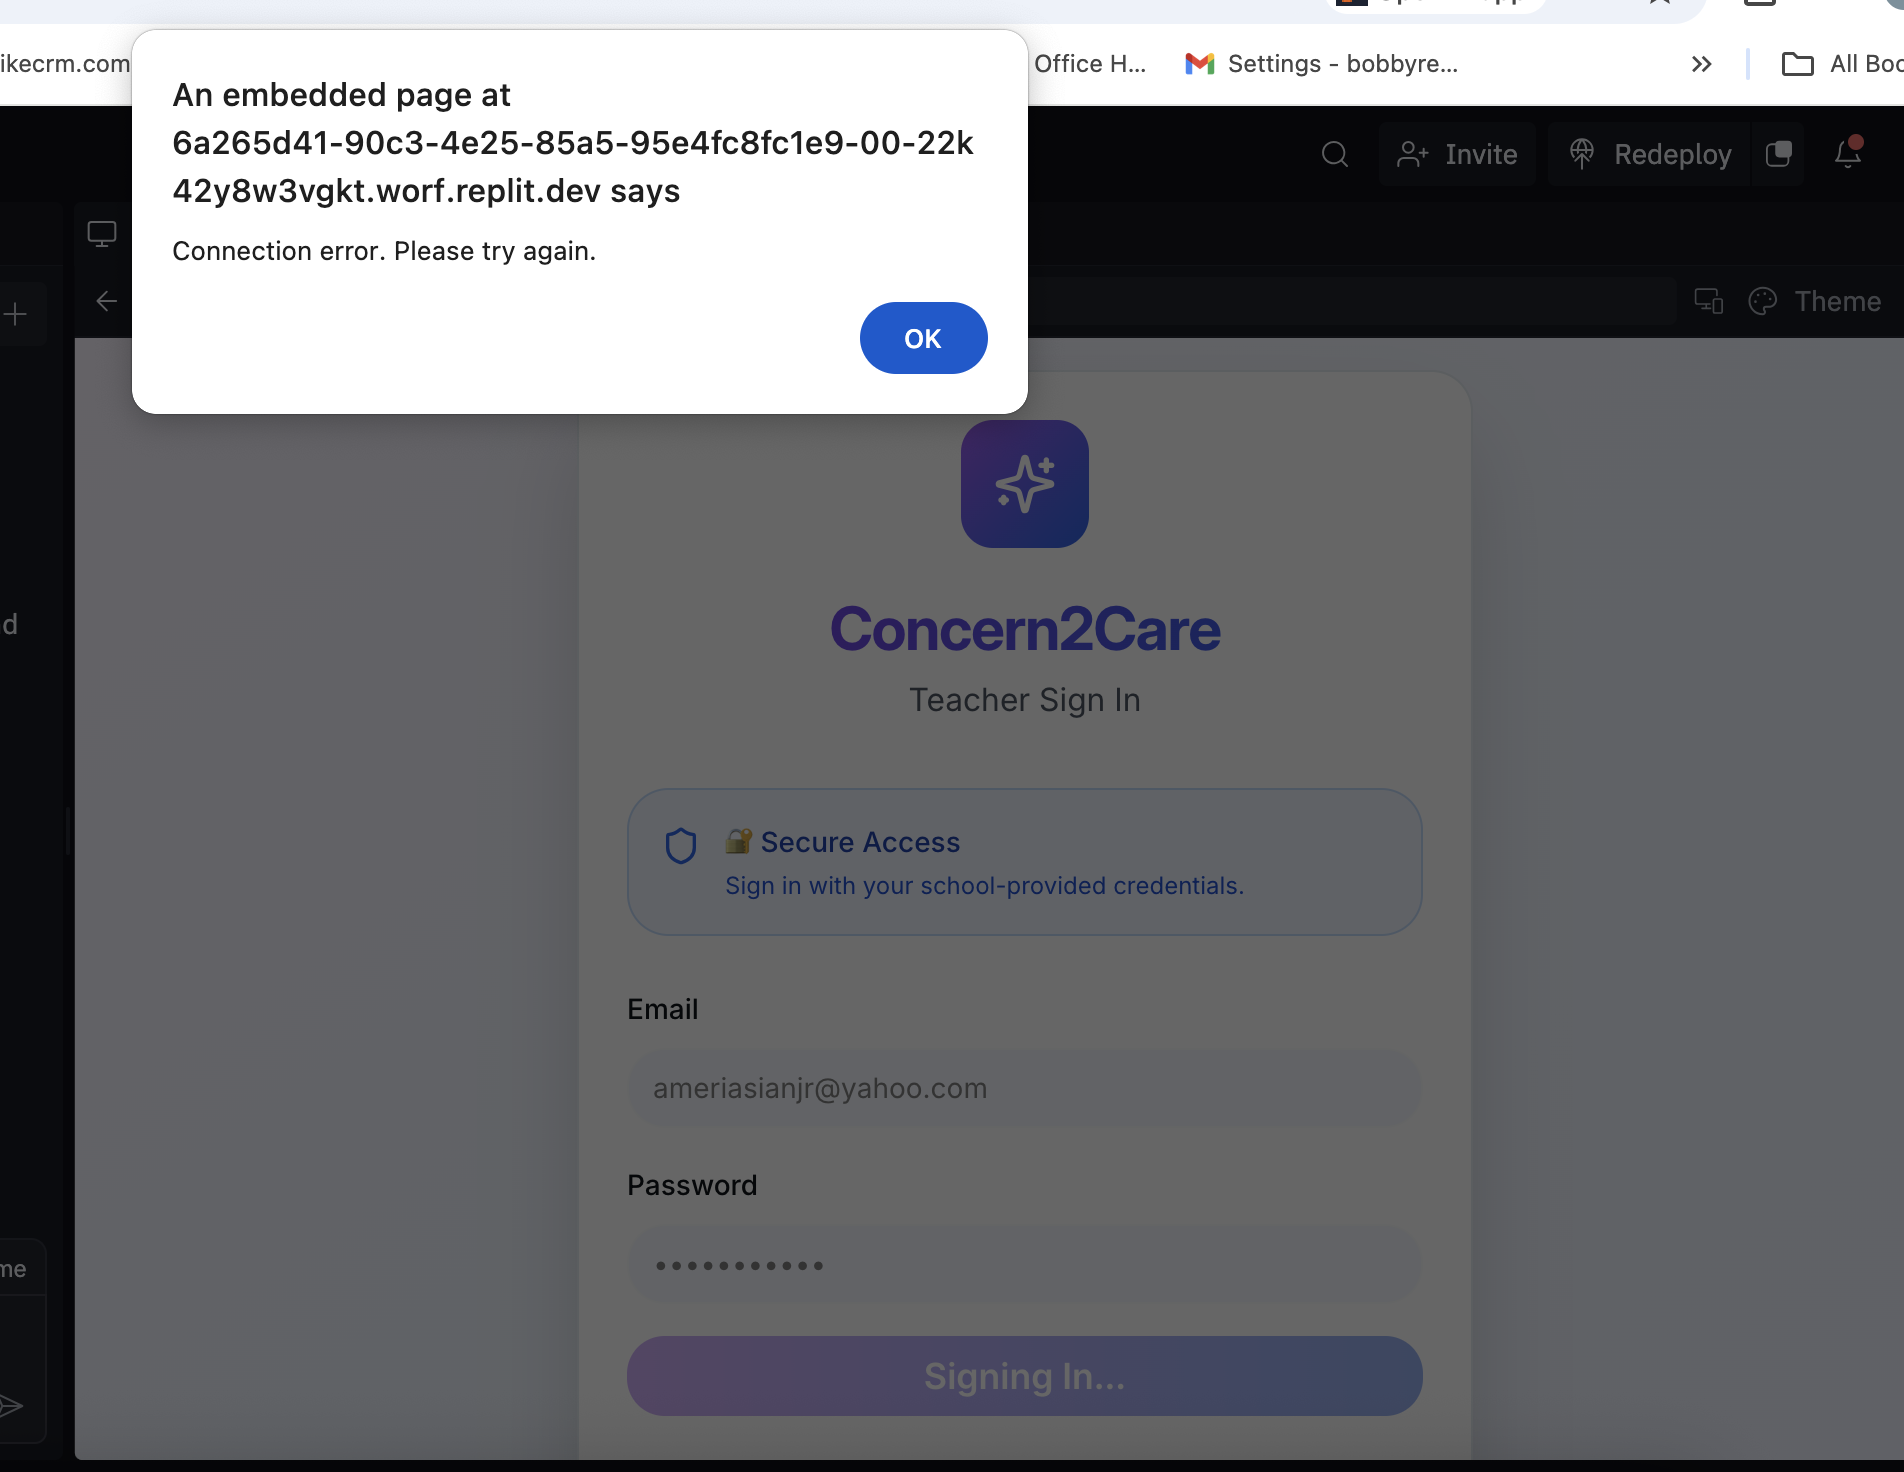 ikecrm.com
Office H...
Settings - bobbyre...
All Boo
An embedded page at
6a265d41-90c3-4e25-85a5-95e4fc8fc1e9-00-22k
42y8w3vgkt.worf.replit.dev says
Connection error. Please try again.
OK
Invite
Redeploy
Theme
Concern2Care
Teacher Sign In
🔐 Secure Access
Sign in with your school-provided credentials.
Email
ameriasianjr@yahoo.com
Password
•••••••••••
Signing In...
d
me